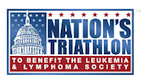 NATION'S
TRIATHLON
TO BENEFIT THE LEUKEMIA
& LYMPHOMA SOCIETY